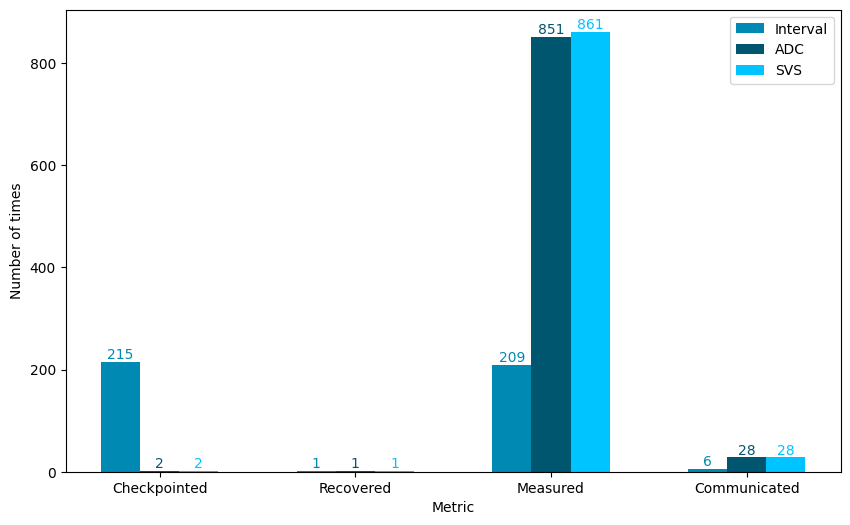 Number of times
800
600
400
200
0
Interval
ADC
SVS
215
2
2
1
1
1
209
851
861
6
28
28
Checkpointed
Recovered
Measured
Communicated
Metric